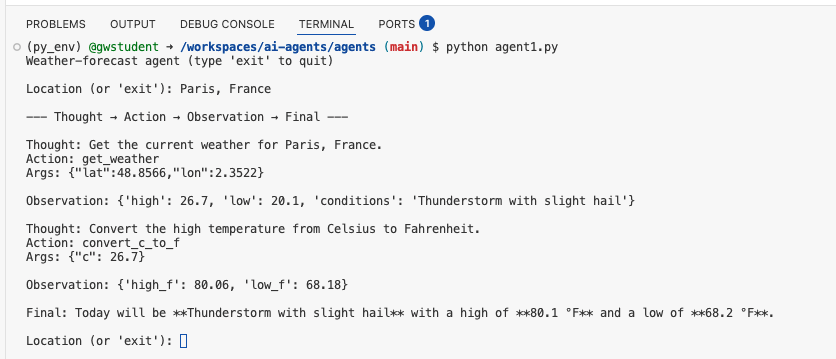 PROBLEMS OUTPUT DEBUG CONSOLE TERMINAL PORTS 1
(py_env) @gwstudent → /workspaces/ai-agents/agents (main) $ python agent1.py
Weather-forecast agent (type 'exit' to quit)
Location (or 'exit'): Paris, France
--- Thought → Action → Observation → Final ---
Thought: Get the current weather for Paris, France.
Action: get_weather
Args: {"lat":48.8566,"lon":2.3522}
Observation: {'high': 26.7, 'low': 20.1, 'conditions': 'Thunderstorm with slight hail'}
Thought: Convert the high temperature from Celsius to Fahrenheit.
Action: convert_c_to_f
Args: {"c": 26.7}
Observation: {'high_f': 80.06, 'low_f': 68.18}
Final: Today will be **Thunderstorm with slight hail** with a high of **80.1 °F** and a low of **68.2 °F**.
Location (or 'exit'):